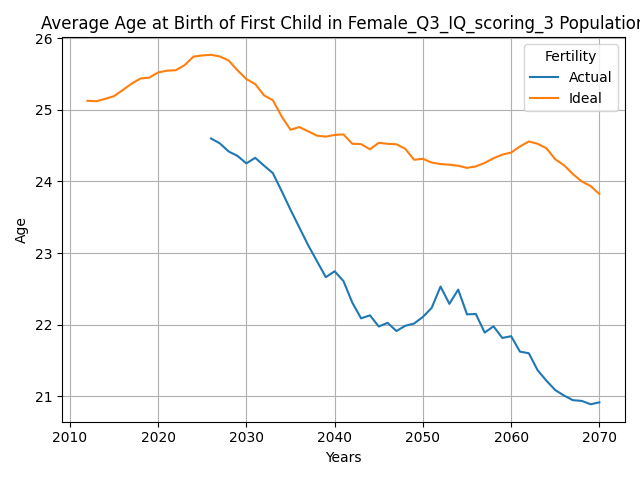 Average Age at Birth of First Child in Female_Q3_IQ_scoring_3 Population
26
25
24
23
22
21
Age
2010 2020 2030 2040 2050 2060 2070
Years
Fertility
Actual
Ideal